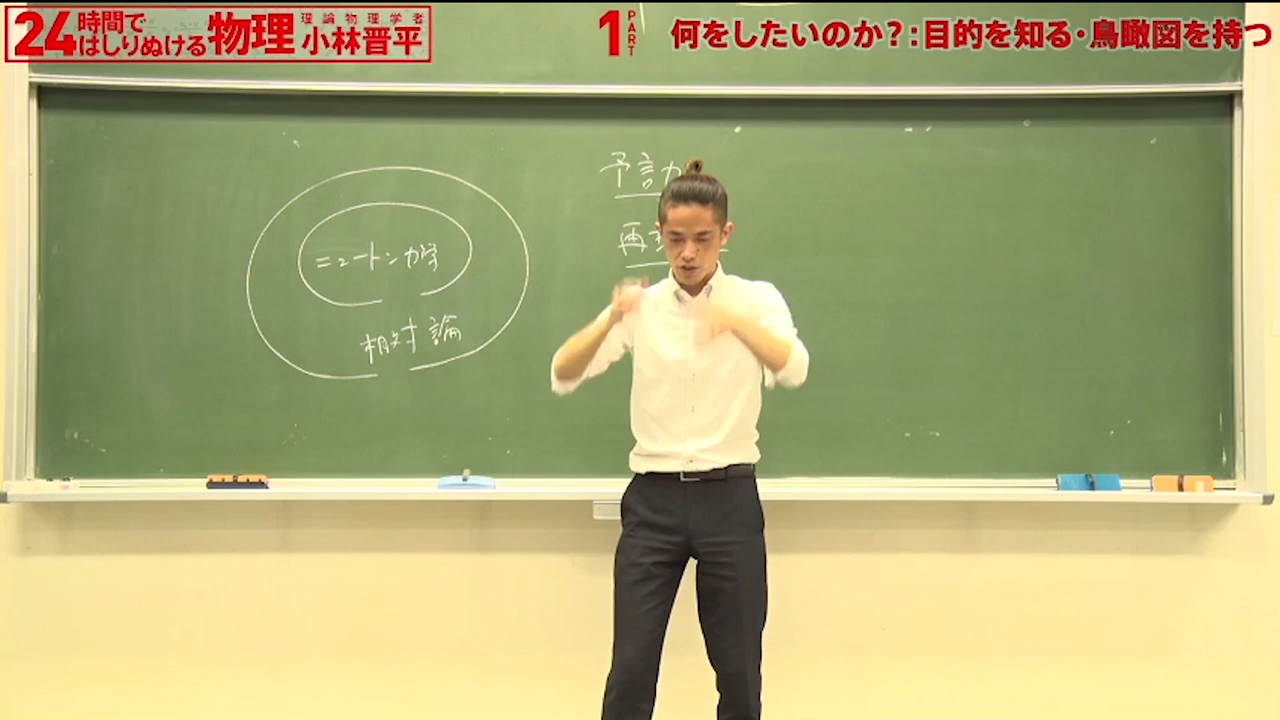 24時間ではしりぬける物理
理論物理学者
小林晋平
PART 1
何をしたいのか?:目的を知る・鳥瞰図を持つ
予言力
再
ニュートン力学
相対論